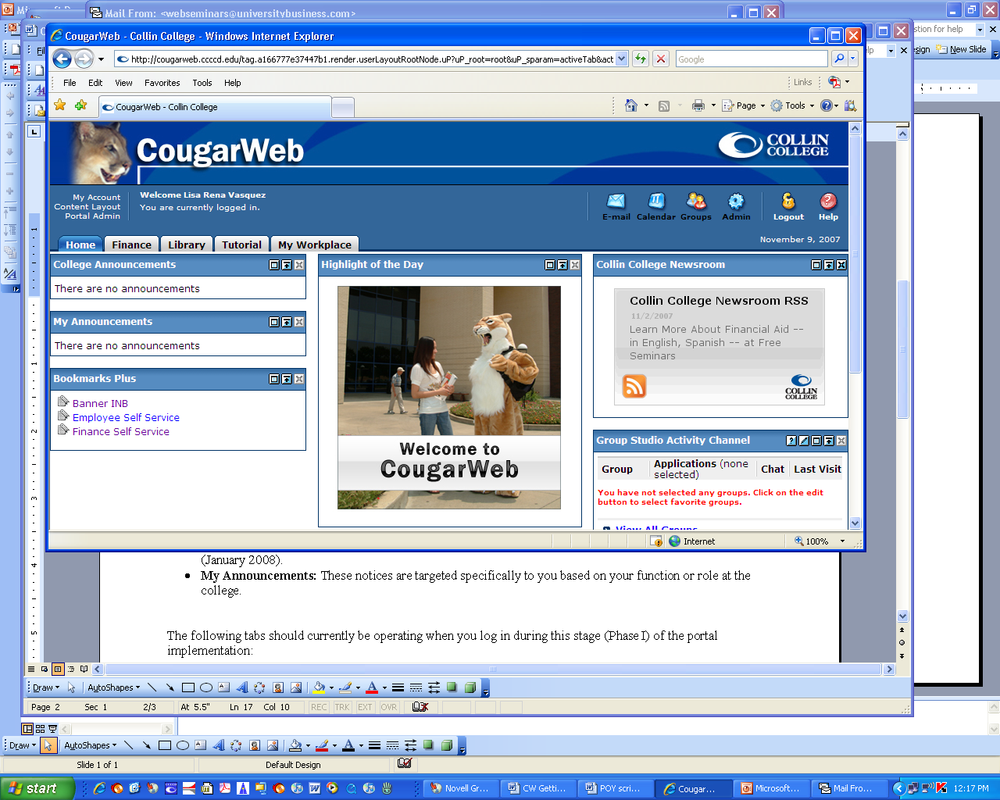 Mail From: <webseminars@universitybusiness.com>
stion for help
CougarWeb - Collin College - Windows Internet Explorer
http://cougarweb.ccccd.edu/tag.a166777e37447b1.render.userLayoutRootNode.uP?uP_root=root&uP_sparam=activeTab&act
Google
sign New Slide
File Edit View Favorites Tools Help
Links
CougarWeb - Collin College
Page Tools
CougarWeb
COLLIN COLLEGE
My Account
Content Layout
Portal Admin
Welcome Lisa Rena Vasquez
You are currently logged in.
E-mail Calendar Groups Admin Logout Help
Home Finance Library Tutorial My Workplace
November 9, 2007
College Announcements
There are no announcements
My Announcements
There are no announcements
Bookmarks Plus
Banner INB
Employee Self Service
Finance Self Service
Highlight of the Day
Welcome to
CougarWeb
Collin College Newsroom
Collin College Newsroom RSS
11/2/2007
Learn More About Financial Aid --
in English, Spanish -- at Free
Seminars
COLLIN
COLLEGE
Group Studio Activity Channel
Group Applications (none selected) Chat Last Visit
You have not selected any groups. Click on the edit
button to select favorite groups.
View All Groups
Internet 100%
(January 2008).
• My Announcements: These notices are targeted specifically to you based on your function or role at the
college.
The following tabs should currently be operating when you log in during this stage (Phase I) of the portal
implementation:
Draw AutoShapes
Page 2 Sec 1 2/3 At 5.5" Ln 17 Col 10 REC TRK EXT OVR
Draw AutoShapes
Slide 1 of 1 Default Design
start Novell Gr... CW Getti... POY scri... Cougar... Microsoft... Mail Fro... 12:17 PM